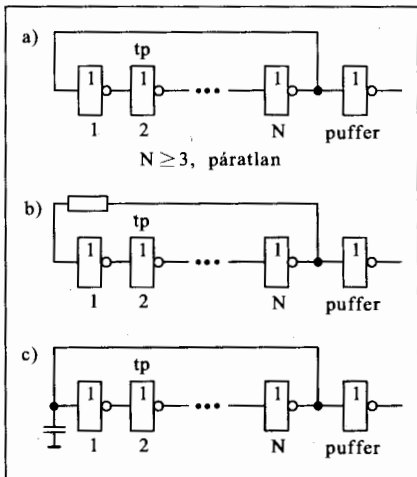 a)
tp
1 1 1 1
1 2 N puffer
N ≥ 3, páratlan
b)
tp
1 1 1 1
1 2 N puffer
c)
tp
1 1 1 1
1 2 N puffer